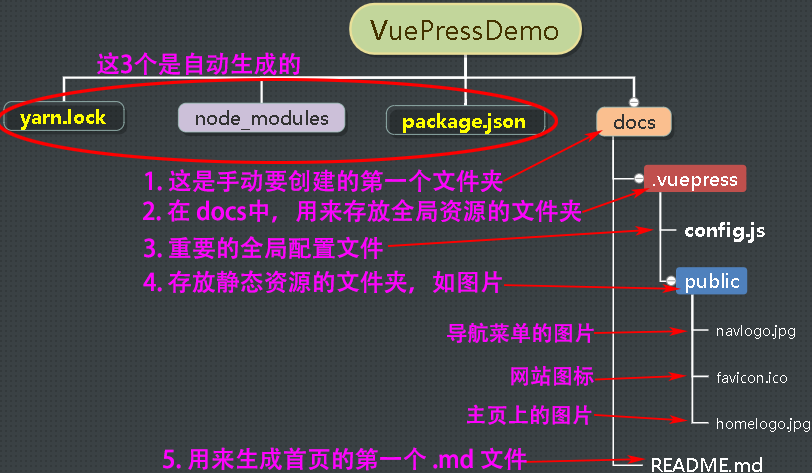 VuePressDemo
这3个是自动生成的
yarn.lock
node_modules
package.json
docs
1. 这是手动要创建的第一个文件夹
.vuepress
2. 在 docs中，用来存放全局资源的文件夹
config.js
3. 重要的全局配置文件
4. 存放静态资源的文件夹，如图片
public
导航菜单的图片
navlogo.jpg
网站图标
favicon.ico
主页上的图片
homelogo.jpg
5. 用来生成首页的第一个 .md 文件
README.md